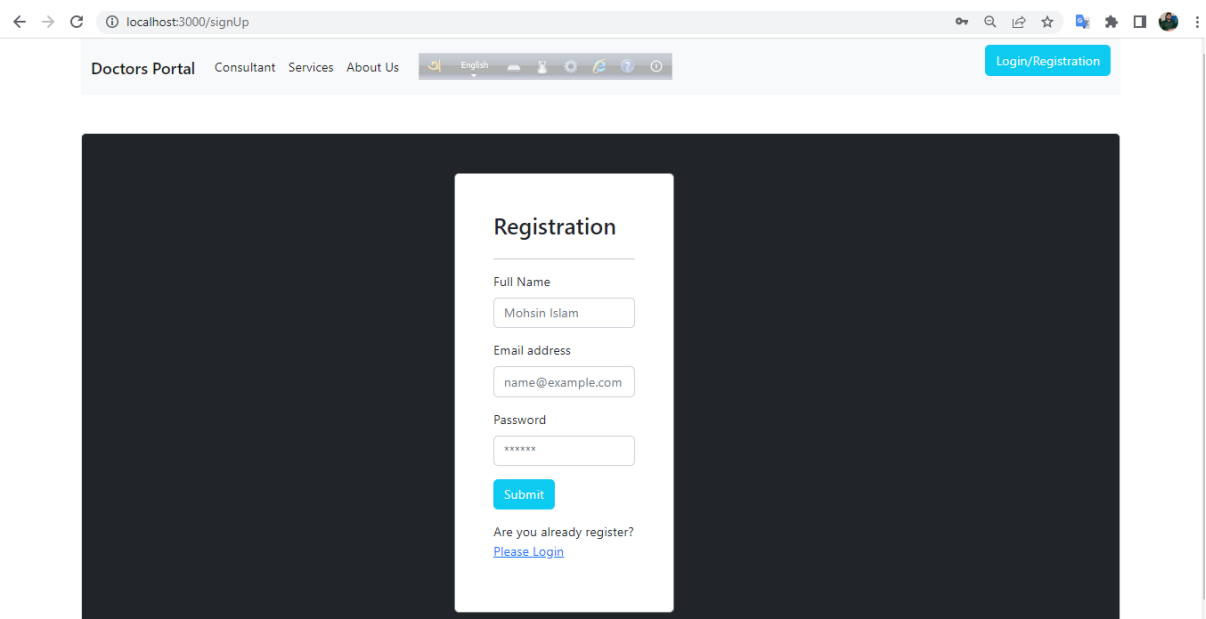 localhost:3000/signUp
Doctors Portal Consultant Services About Us অ English Login/Registration
Registration
Full Name
Mohsin Islam
Email address
name@example.com
Password
******
Submit
Are you already register?
Please Login